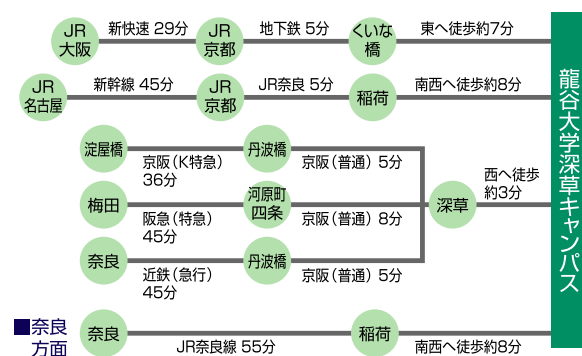 JR
大阪
新快速 29分
JR
京都
地下鉄 5分
くいな
橋
東へ徒歩約7分
JR
名古屋
新幹線 45分
JR
京都
JR奈良 5分
稲荷
南西へ徒歩約8分
淀屋橋
京阪(K特急)
36分
丹波橋
京阪(普通) 5分
梅田
阪急(特急)
45分
河原町
四条
京阪(普通) 8分
奈良
近鉄(急行)
45分
丹波橋
京阪(普通) 5分
深草
西へ徒歩
約3分
■奈良
方面
奈良
JR奈良線 55分
稲荷
南西へ徒歩約8分
龍谷大学深草キャンパス